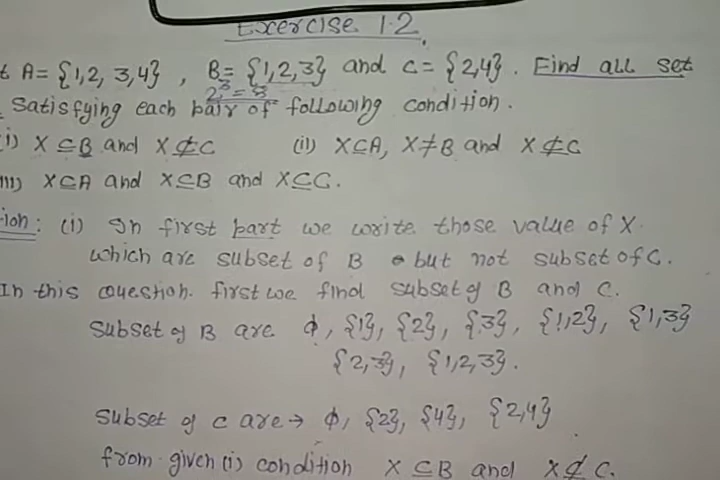 Exercise 1.2
t A= {1,2, 3,4} , B= {1,2,3} and C= {2,4} . Find all set
2³ = 8
Satisfying each pair of following condition.
i) X ⊆B and X ⊄C (ii) X⊆A, X≠B and X ⊄C
iii) X⊆A and X⊆B and X⊆C.
tion: (i) In first part we write those value of X.
which are subset of B but not subset of C.
In this question. first we find subset of B and C.
Subset of B are ϕ, {1}, {2}, {3}, {1,2}, {1,3}
{2,3}, {1,2,3}.
Subset of C are→ ϕ, {2}, {4}, {2,4}
from given (i) condition X ⊆B and X⊄ C.